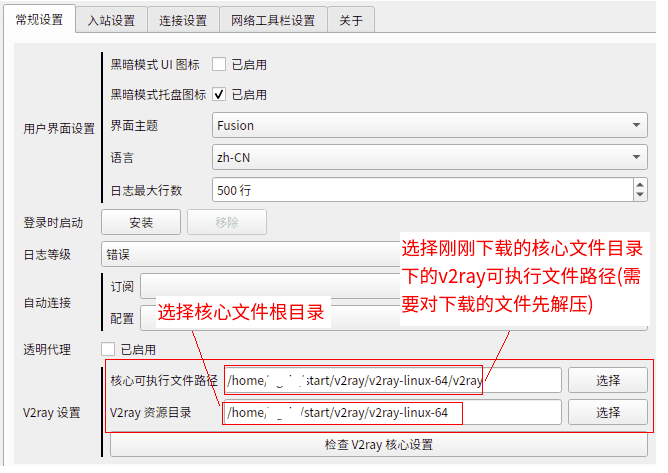 常规设置 入站设置 连接设置 网络工具栏设置 关于
黑暗模式 UI 图标 已启用
黑暗模式托盘图标 已启用
用户界面设置
界面主题 Fusion
语言 zh-CN
日志最大行数 500 行
登录时启动 安装 移除
日志等级 错误
选择刚刚下载的核心文件目录
下的v2ray可执行文件路径(需
要对下载的文件先解压)
自动连接
订阅
配置
选择核心文件根目录
透明代理 已启用
V2ray 设置
核心可执行文件路径 /home/ start/v2ray/v2ray-linux-64/v2ray 选择
V2ray 资源目录 /home/ start/v2ray/v2ray-linux-64 选择
检查 V2ray 核心设置